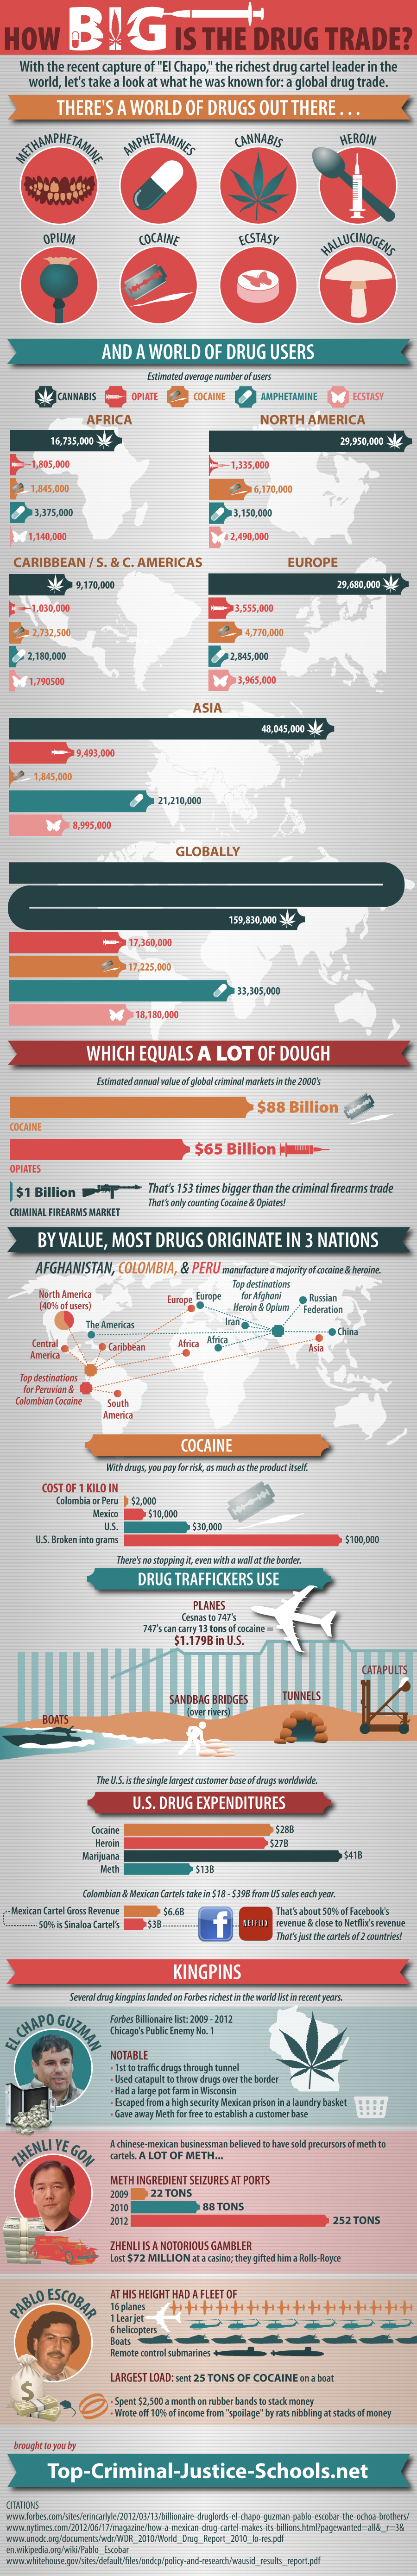 HOW BIG IS THE DRUG TRADE?
With the recent capture of "El Chapo," the richest drug cartel leader in the
world, let's take a look at what he was known for: a global drug trade.
THERE'S A WORLD OF DRUGS OUT THERE . . .
METHAMPHETAMINE
AMPHETAMINES
CANNABIS
HEROIN
OPIUM
COCAINE
ECSTASY
HALLUCINOGENS
AND A WORLD OF DRUG USERS
Estimated average number of users
CANNABIS
OPIATE
COCAINE
AMPHETAMINE
ECSTASY
AFRICA
16,735,000
1,805,000
1,845,000
3,375,000
1,140,000
NORTH AMERICA
29,950,000
1,335,000
6,170,000
3,150,000
2,490,000
CARIBBEAN / S. & C. AMERICAS
9,170,000
1,030,000
2,732,500
2,180,000
1,790500
EUROPE
29,680,000
3,555,000
4,770,000
2,845,000
3,965,000
ASIA
48,045,000
9,493,000
1,845,000
21,210,000
8,995,000
GLOBALLY
159,830,000
17,360,000
17,225,000
33,305,000
18,180,000
WHICH EQUALS A LOT OF DOUGH
Estimated annual value of global criminal markets in the 2000's
$88 Billion
COCAINE
$65 Billion
OPIATES
$1 Billion
CRIMINAL FIREARMS MARKET
That's 153 times bigger than the criminal firearms trade
That's only counting Cocaine & Opiates!
BY VALUE, MOST DRUGS ORIGINATE IN 3 NATIONS
AFGHANISTAN, COLOMBIA, & PERU manufacture a majority of cocaine & heroine.
North America
(40% of users)
The Americas
Central
America
Caribbean
Top destinations
for Peruvian &
Colombian Cocaine
South
America
Europe
Europe
Africa
Africa
Top destinations
for Afghani
Heroin & Opium
Iran
Russian
Federation
China
Asia
COCAINE
With drugs, you pay for risk, as much as the product itself.
COST OF 1 KILO IN
Colombia or Peru $2,000
Mexico $10,000
U.S. $30,000
U.S. Broken into grams $100,000
There's no stopping it, even with a wall at the border.
DRUG TRAFFICKERS USE
PLANES
Cesnas to 747's
747's can carry 13 tons of cocaine =
$1.179B in U.S.
CATAPULTS
TUNNELS
SANDBAG BRIDGES
(over rivers)
BOATS
The U.S. is the single largest customer base of drugs worldwide.
U.S. DRUG EXPENDITURES
Cocaine $28B
Heroin $27B
Marijuana $41B
Meth $13B
Colombian & Mexican Cartels take in $18 - $39B from US sales each year.
Mexican Cartel Gross Revenue $6.6B
50% is Sinaloa Cartel's $3B
f
NETFLIX
That's about 50% of Facebook's
revenue & close to Netflix's revenue
That's just the cartels of 2 countries!
KINGPINS
Several drug kingpins landed on Forbes richest in the world list in recent years.
EL CHAPO GUZMAN
Forbes Billionaire list: 2009 - 2012
Chicago's Public Enemy No. 1
NOTABLE
• 1st to traffic drugs through tunnel
• Used catapult to throw drugs over the border
• Had a large pot farm in Wisconsin
• Escaped from a high security Mexican prison in a laundry basket
• Gave away Meth for free to establish a customer base
ZHENLI YE GON
A chinese-mexican businessman believed to have sold precursors of meth to
cartels. A LOT OF METH...
METH INGREDIENT SEIZURES AT PORTS
2009 22 TONS
2010 88 TONS
2012 252 TONS
ZHENLI IS A NOTORIOUS GAMBLER
Lost $72 MILLION at a casino; they gifted him a Rolls-Royce
PABLO ESCOBAR
AT HIS HEIGHT HAD A FLEET OF
16 planes
1 Lear jet
6 helicopters
Boats
Remote control submarines
LARGEST LOAD: sent 25 TONS OF COCAINE on a boat
$
• Spent $2,500 a month on rubber bands to stack money
• Wrote off 10% of income from "spoilage" by rats nibbling at stacks of money
brought to you by
Top-Criminal-Justice-Schools.net
CITATIONS
www.forbes.com/sites/erincarlyle/2012/03/13/billionaire-druglords-el-chapo-guzman-pablo-escobar-the-ochoa-brothers/
www.nytimes.com/2012/06/17/magazine/how-a-mexican-drug-cartel-makes-its-billions.html?pagewanted=all&_r=3&
www.unodc.org/documents/wdr/WDR_2010/World_Drug_Report_2010_lo-res.pdf
en.wikipedia.org/wiki/Pablo_Escobar
www.whitehouse.gov/sites/default/files/ondcp/policy-and-research/wausid_results_report.pdf